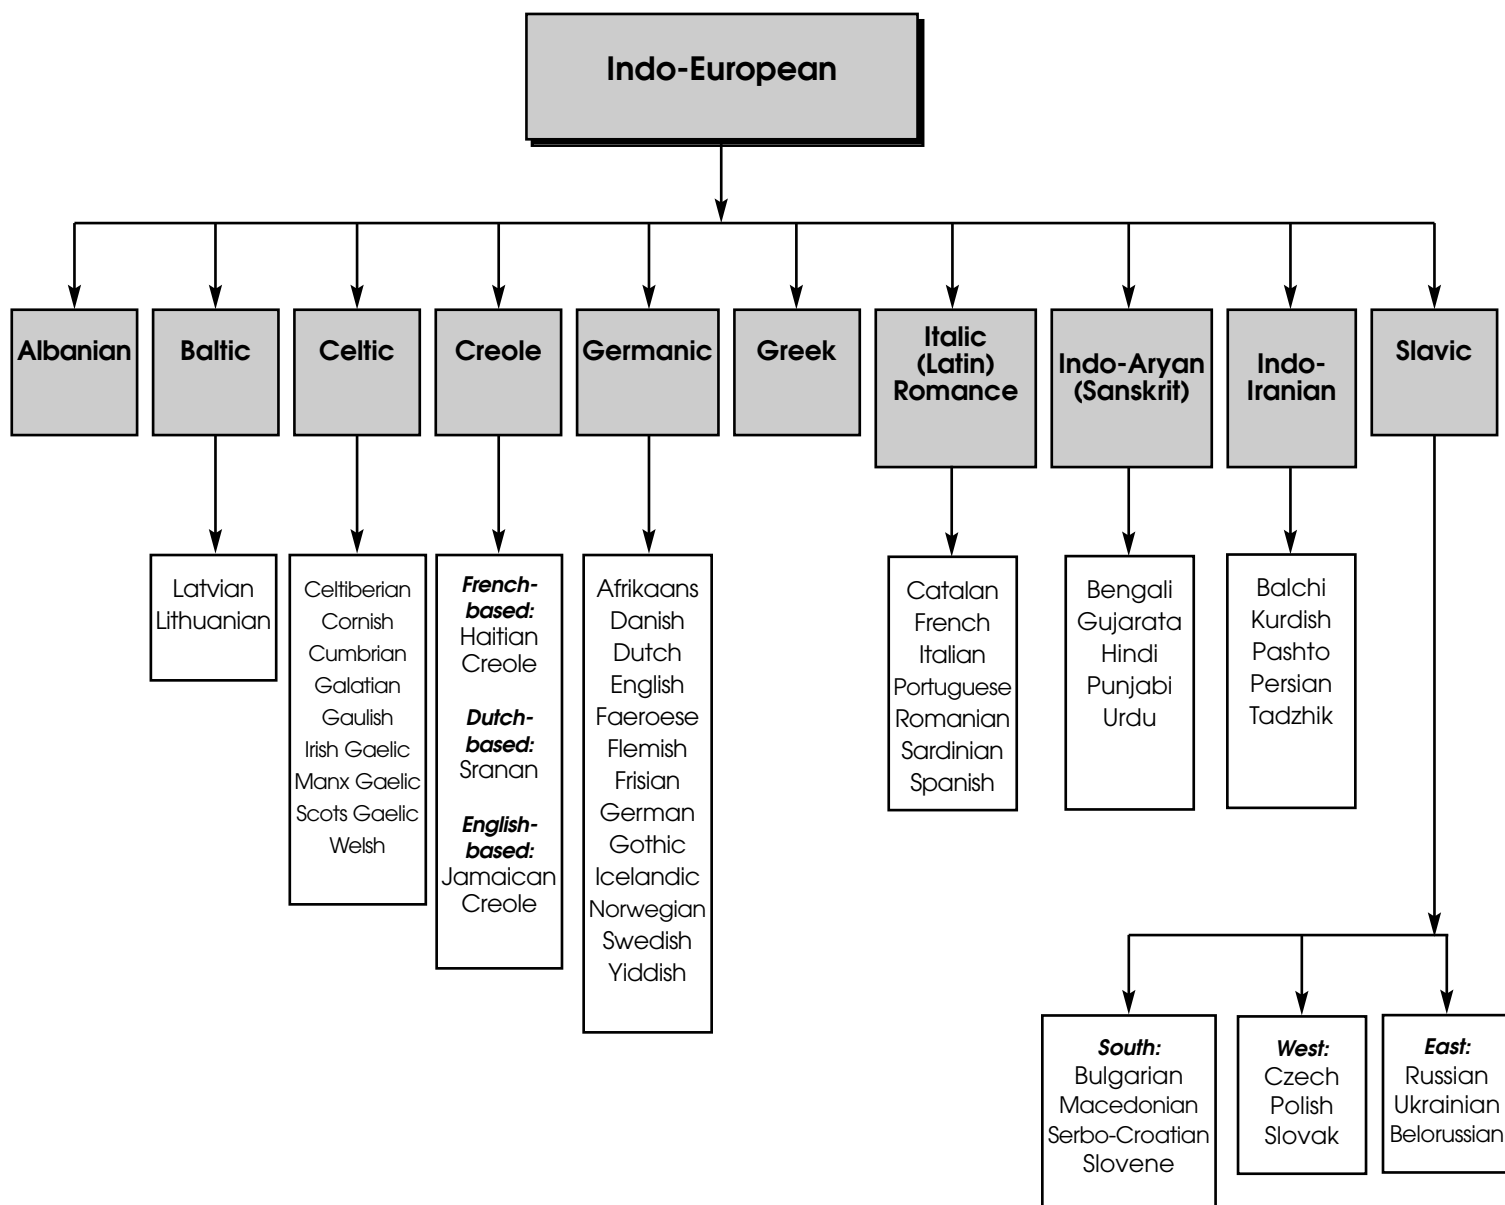 Indo-European
Albanian
Baltic
Celtic
Creole
Germanic
Greek
Italic
(Latin)
Romance
Indo-Aryan
(Sanskrit)
Indo-
Iranian
Slavic
Latvian
Lithuanian
Celtiberian
Cornish
Cumbrian
Galatian
Gaulish
Irish Gaelic
Manx Gaelic
Scots Gaelic
Welsh
French-
based:
Haitian
Creole
Dutch-
based:
Sranan
English-
based:
Jamaican
Creole
Afrikaans
Danish
Dutch
English
Faeroese
Flemish
Frisian
German
Gothic
Icelandic
Norwegian
Swedish
Yiddish
Catalan
French
Italian
Portuguese
Romanian
Sardinian
Spanish
Bengali
Gujarata
Hindi
Punjabi
Urdu
Balchi
Kurdish
Pashto
Persian
Tadzhik
South:
Bulgarian
Macedonian
Serbo-Croatian
Slovene
West:
Czech
Polish
Slovak
East:
Russian
Ukrainian
Belorussian